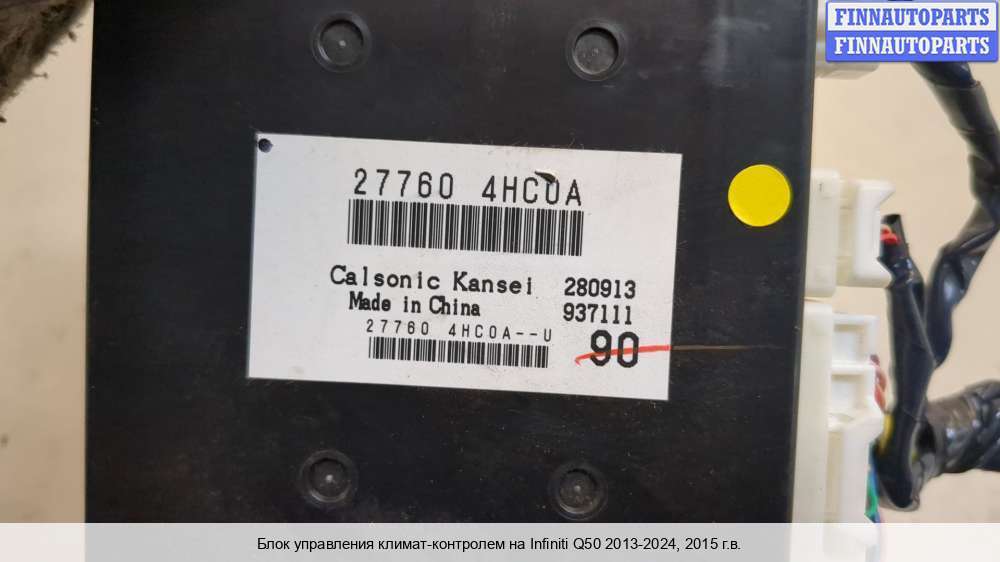 FINNAUTOPARTS
FINNAUTOPARTS
27760 4HC0A
Calsonic Kansei 280913
Made in China 937111
27760 4HC0A--U
90
Блок управления климат-контролем на Infiniti Q50 2013-2024, 2015 г.в.